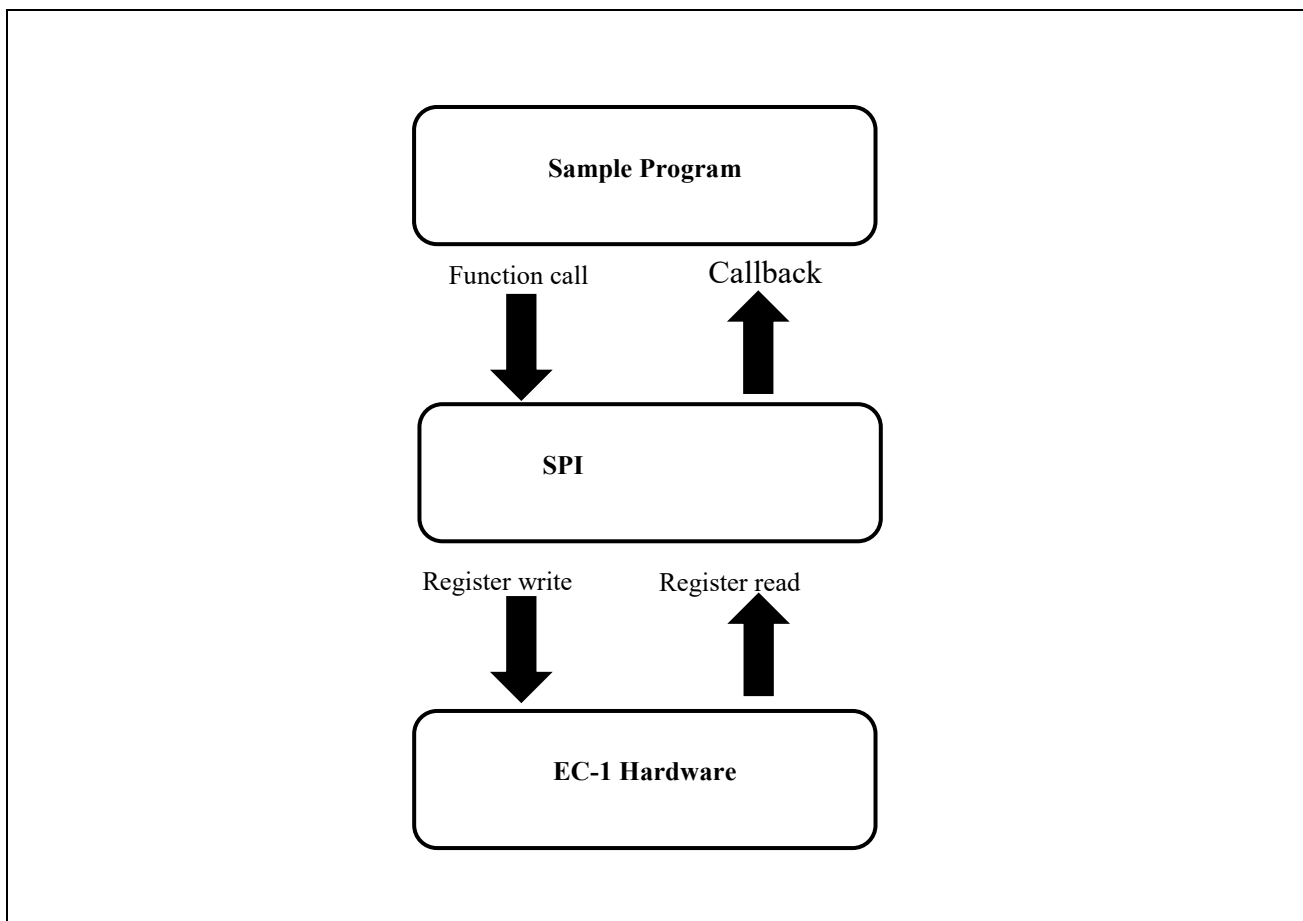 Sample Program
Function call
Callback
SPI
Register write
Register read
EC-1 Hardware